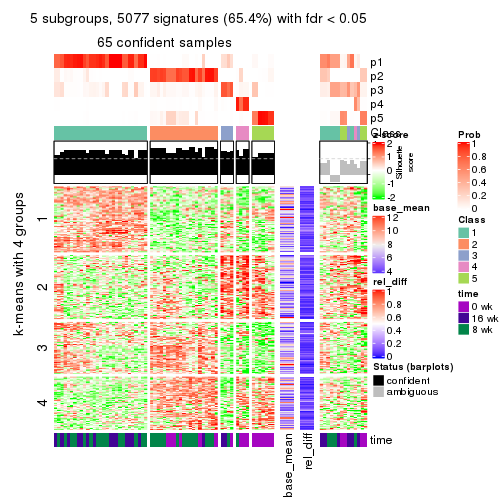 5 subgroups, 5077 signatures (65.4%) with fdr < 0.05
65 confident samples
p1
p2
p3
p4
p5
Class
Silhouette
score
k-means with 4 groups
1
2
3
4
base_mean
rel_diff
time
z-score
2
1
0
-1
-2
base_mean
12
10
8
6
4
rel_diff
1
0.8
0.6
0.4
0.2
0
Status (barplots)
confident
ambiguous
Prob
1
0.8
0.6
0.4
0.2
0
Class
1
2
3
4
5
time
0 wk
16 wk
8 wk